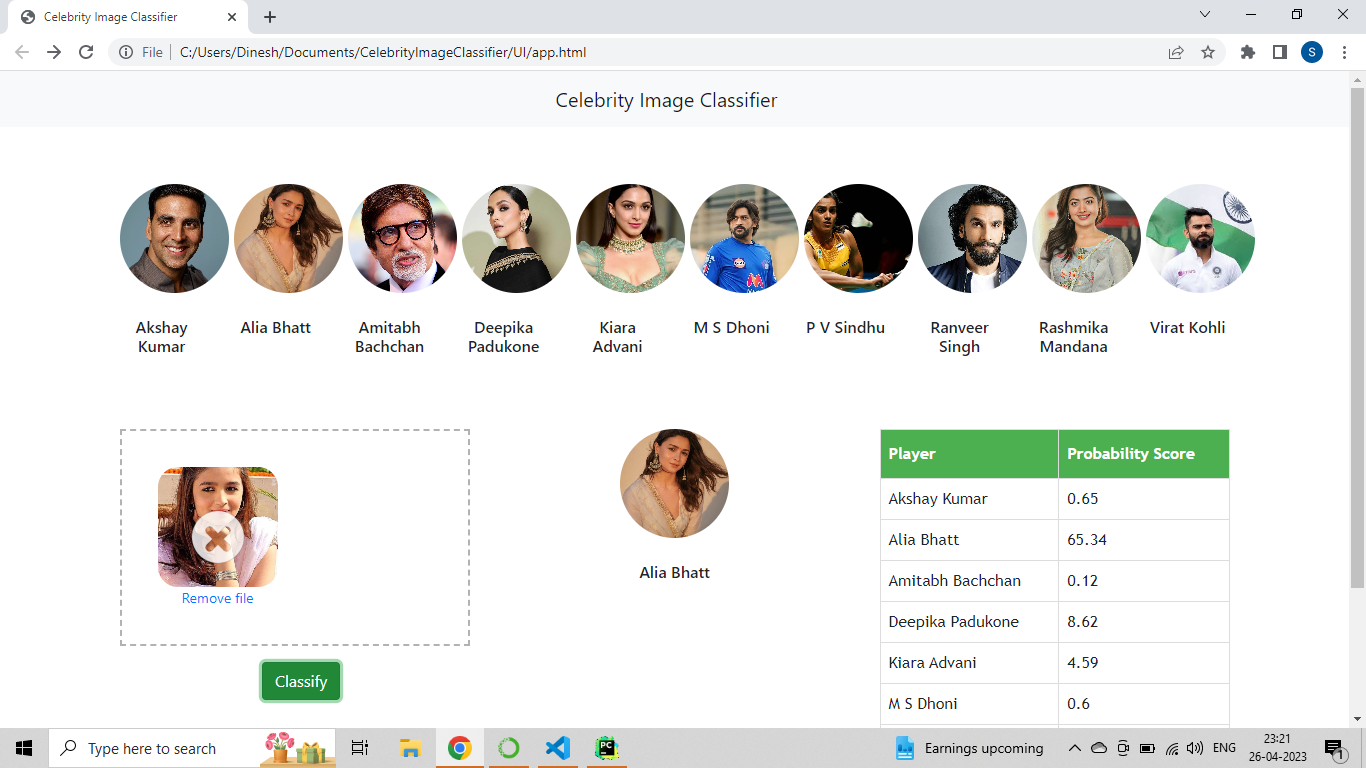 Celebrity Image Classifier
File
C:/Users/Dinesh/Documents/CelebrityImageClassifier/UI/app.html
S
Celebrity Image Classifier
Akshay Kumar
Alia Bhatt
Amitabh Bachchan
Deepika Padukone
Kiara Advani
M S Dhoni
P V Sindhu
Ranveer Singh
Rashmika Mandana
Virat Kohli
Remove file
Classify
Alia Bhatt
Player Probability Score
Akshay Kumar 0.65
Alia Bhatt 65.34
Amitabh Bachchan 0.12
Deepika Padukone 8.62
Kiara Advani 4.59
M S Dhoni 0.6
Type here to search
PC
Earnings upcoming
ENG
23:21
26-04-2023
1